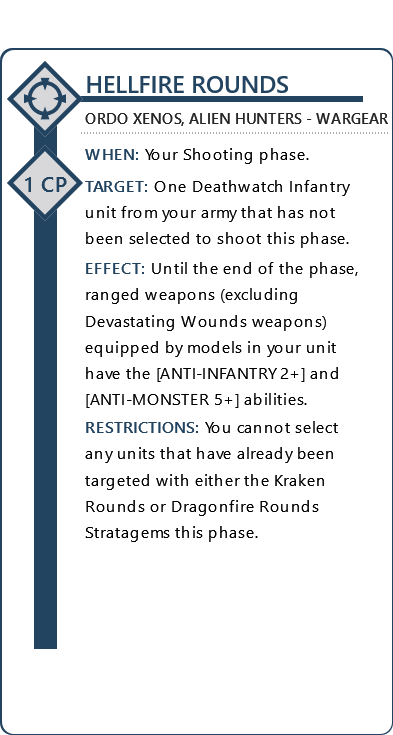 HELLFIRE ROUNDS
ORDO XENOS, ALIEN HUNTERS - WARGEAR
1 CP
WHEN: Your Shooting phase.
TARGET: One Deathwatch Infantry
unit from your army that has not
been selected to shoot this phase.
EFFECT: Until the end of the phase,
ranged weapons (excluding
Devastating Wounds weapons)
equipped by models in your unit
have the [ANTI-INFANTRY 2+] and
[ANTI-MONSTER 5+] abilities.
RESTRICTIONS: You cannot select
any units that have already been
targeted with either the Kraken
Rounds or Dragonfire Rounds
Stratagems this phase.